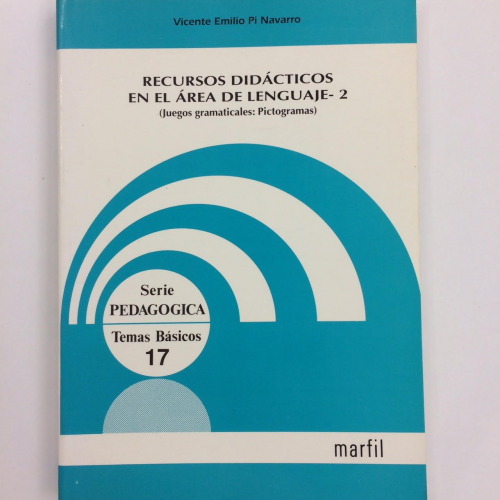 Vicente Emilio Pi Navarro
RECURSOS DIDÁCTICOS
EN EL ÁREA DE LENGUAJE- 2
(Juegos gramaticales: Pictogramas)
Serie
PEDAGOGICA
Temas Básicos
17
marfil